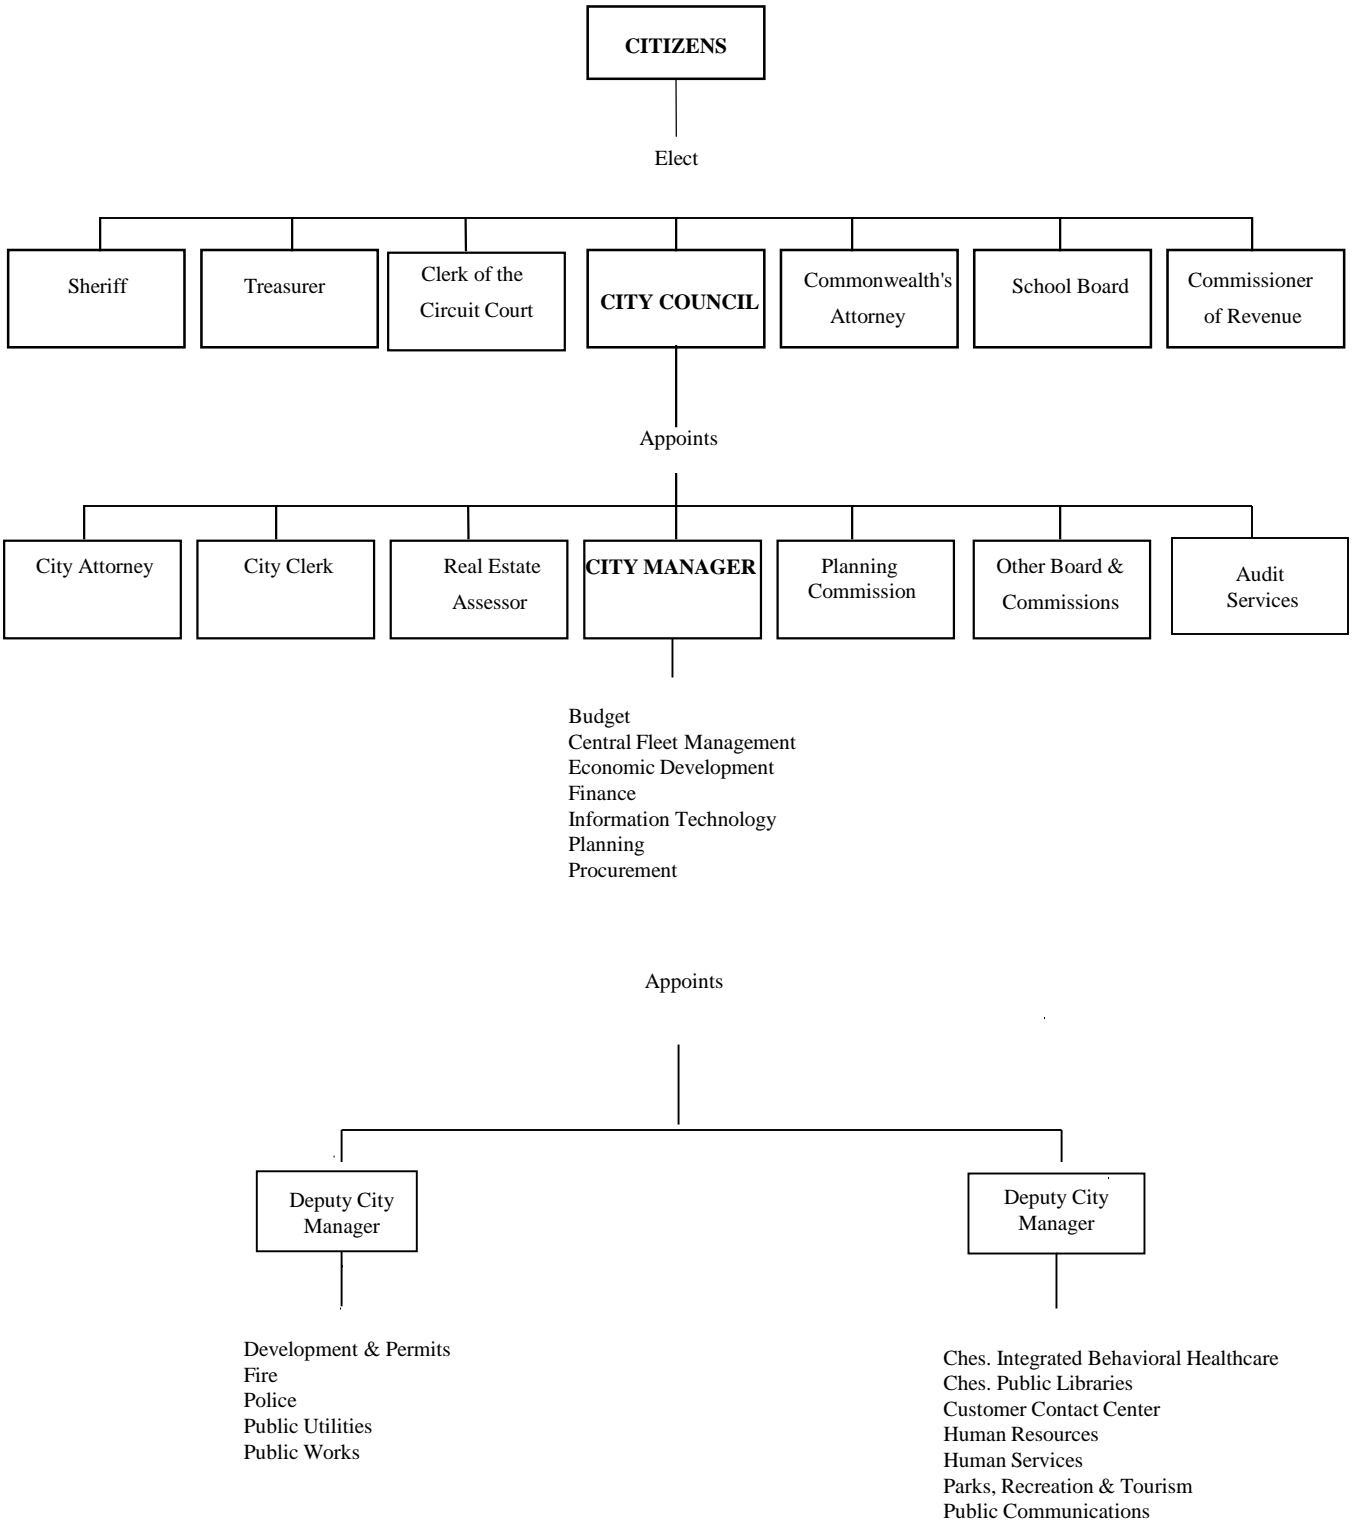 CITIZENS
Elect
Sheriff
Treasurer
Clerk of the
Circuit Court
CITY COUNCIL
Commonwealth's
Attorney
School Board
Commissioner
of Revenue
Appoints
City Attorney
City Clerk
Real Estate
Assessor
CITY MANAGER
Planning
Commission
Other Board &
Commissions
Audit
Services
Budget
Central Fleet Management
Economic Development
Finance
Information Technology
Planning
Procurement
Appoints
Deputy City
Manager
Deputy City
Manager
Development & Permits
Fire
Police
Public Utilities
Public Works
Ches. Integrated Behavioral Healthcare
Ches. Public Libraries
Customer Contact Center
Human Resources
Human Services
Parks, Recreation & Tourism
Public Communications